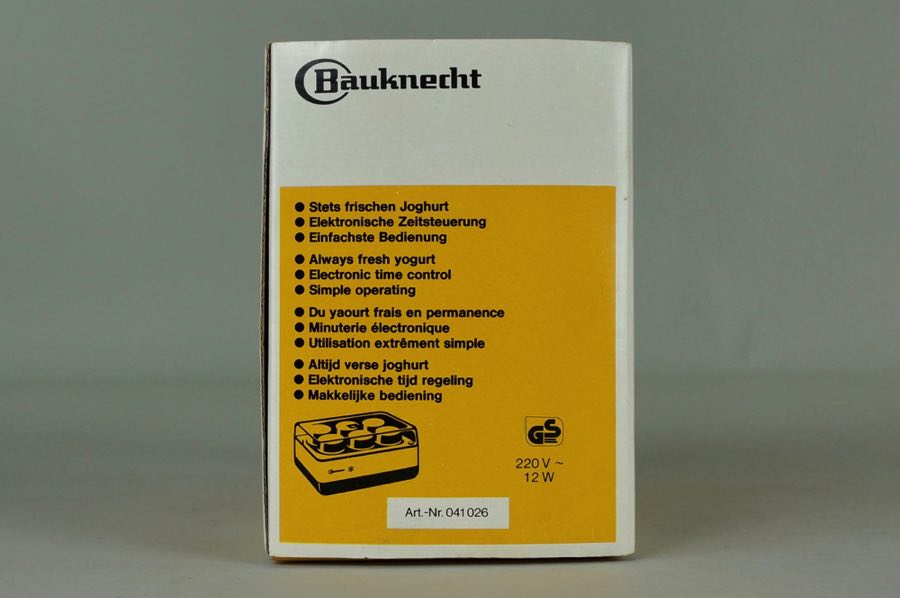 Bauknecht
● Stets frischen Joghurt
● Elektronische Zeitsteuerung
● Einfachste Bedienung
● Always fresh yogurt
● Electronic time control
● Simple operating
● Du yaourt frais en permanence
● Minuterie électronique
● Utilisation extrêment simple
● Altijd verse joghurt
● Elektronische tijd regeling
● Makkelijke bediening
GS
220 V ~
12 W
Art.-Nr. 041026